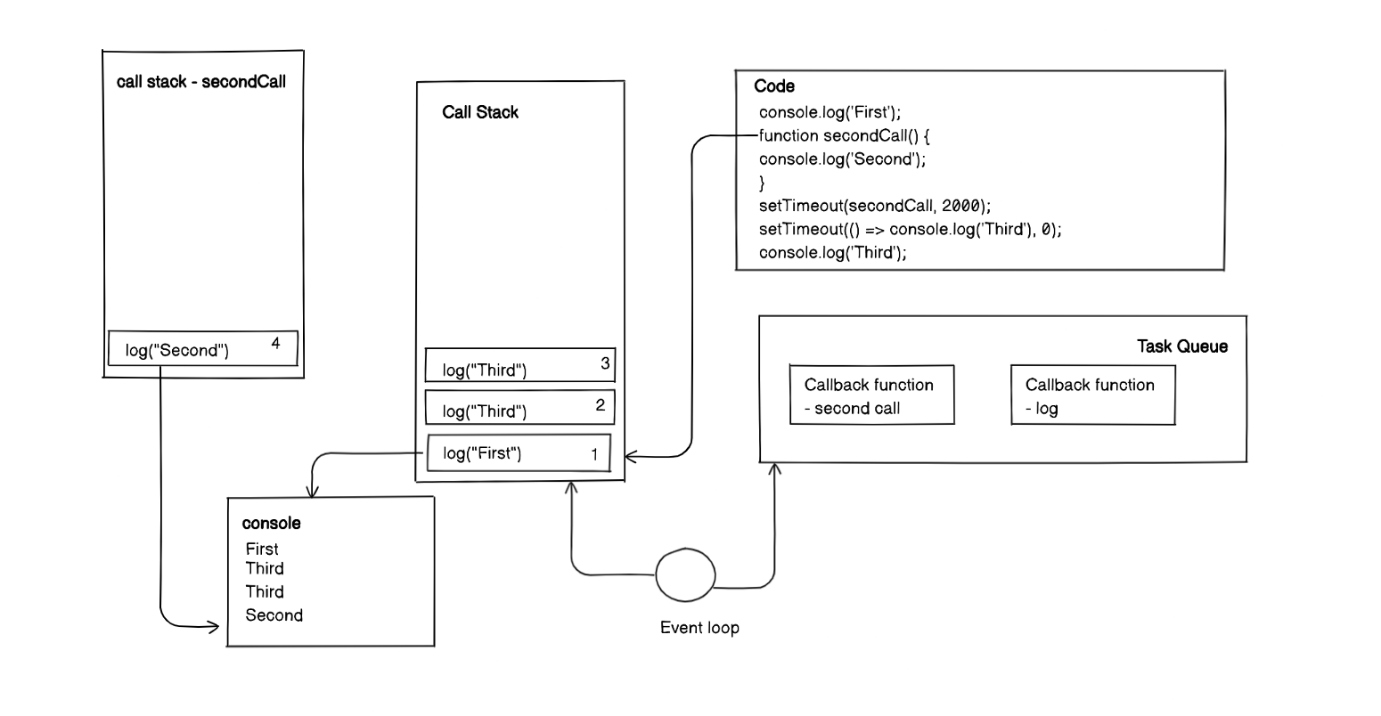 call stack - secondCall
log("Second") 4
Call Stack
log("Third") 3
log("Third") 2
log("First") 1
Code
console.log('First');
function secondCall() {
console.log('Second');
}
setTimeout(secondCall, 2000);
setTimeout(() => console.log('Third'), 0);
console.log('Third');
Task Queue
Callback function
- second call
Callback function
- log
console
First
Third
Third
Second
Event loop